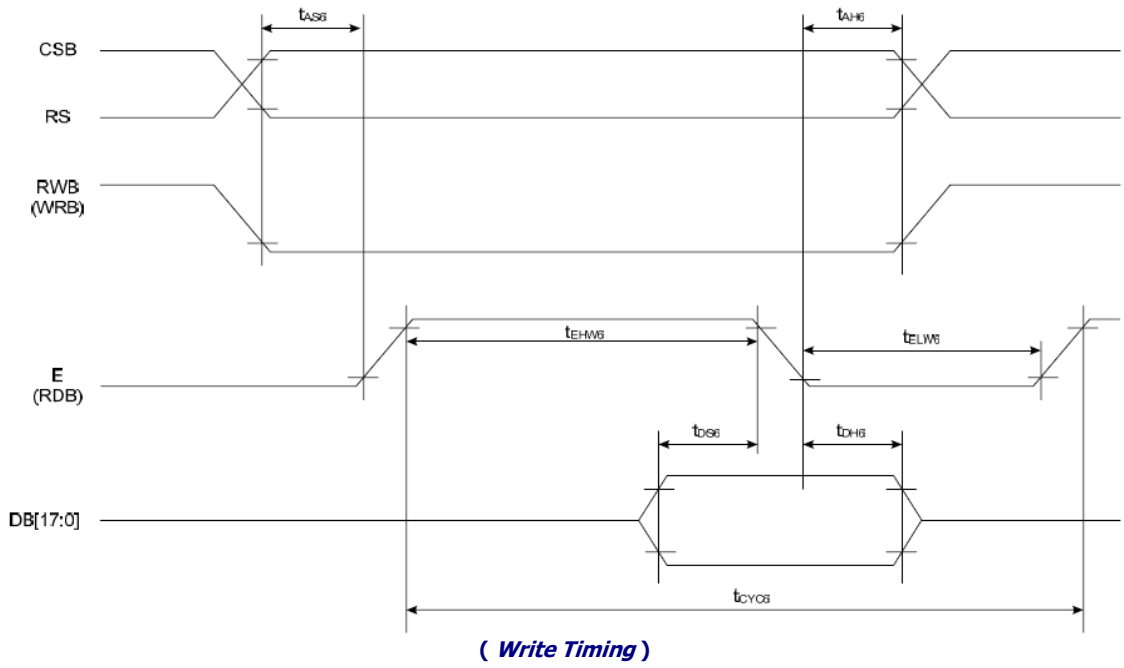 tAS6
tAH6
CSB
RS
RWB
(WRB)
tEHW6
tELW6
E
(RDB)
tDS6
tDH6
DB[17:0]
tCYC6
( Write Timing )